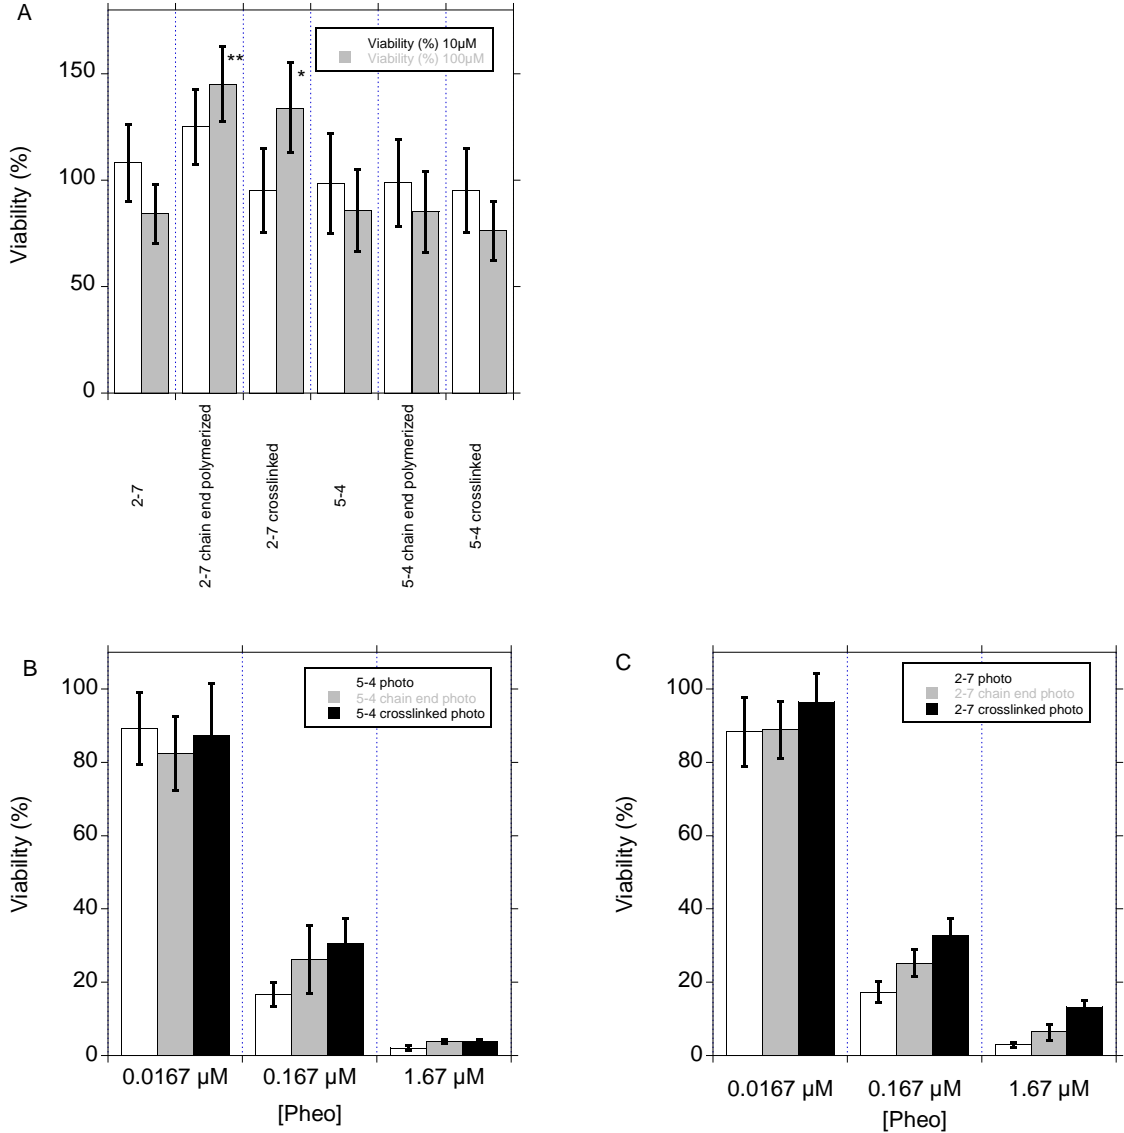 A
Viability (%) 10µM
Viability (%) 100µM
**
*
150
100
50
0
Viability (%)
2-7
2-7 chain end polymerized
2-7 crosslinked
5-4
5-4 chain end polymerized
5-4 crosslinked
B
5-4 photo
5-4 chain end photo
5-4 crosslinked photo
100
80
60
40
20
0
Viability (%)
0.0167 µM
0.167 µM
1.67 µM
[Pheo]
C
2-7 photo
2-7 chain end photo
2-7 crosslinked photo
100
80
60
40
20
0
Viability (%)
0.0167 µM
0.167 µM
1.67 µM
[Pheo]